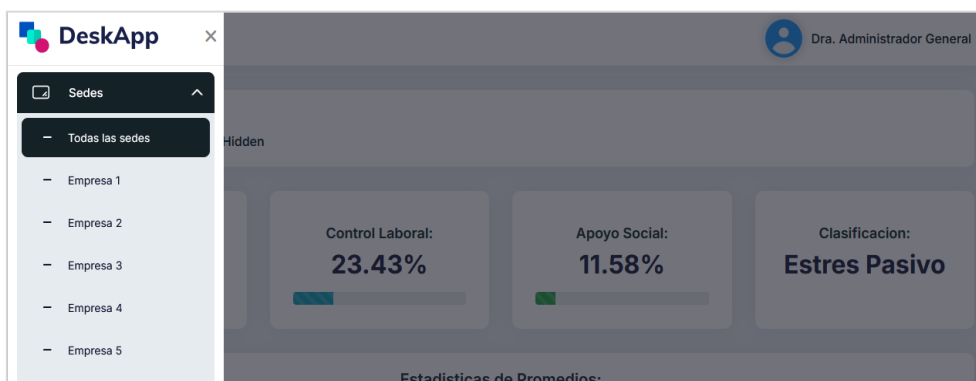 DeskApp ×
Dra. Administrador General
Sedes
Todas las sedes
Hidden
Empresa 1
Empresa 2
Empresa 3
Empresa 4
Empresa 5
Control Laboral:
23.43%
Apoyo Social:
11.58%
Clasificacion:
Estres Pasivo
Estadisticas de Promedios: